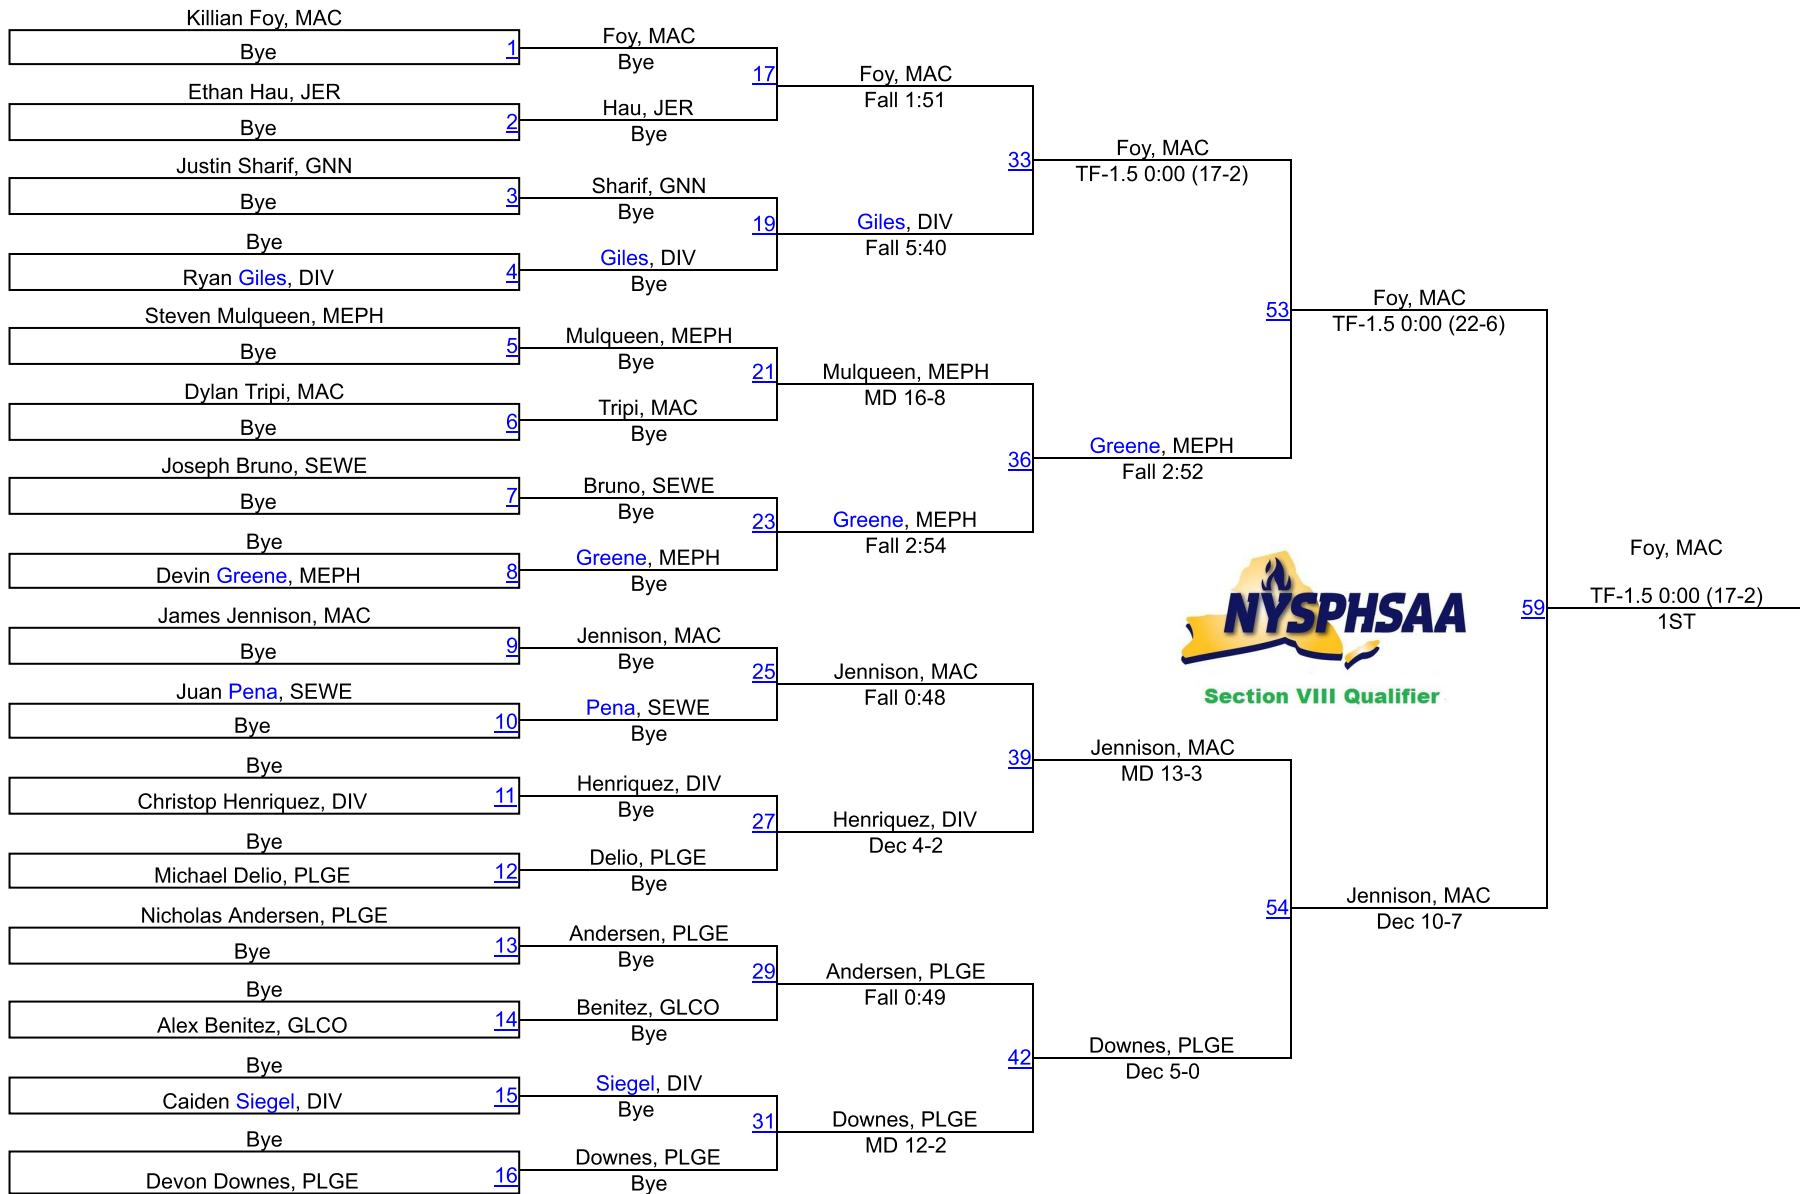 Killian Foy, MAC
Bye
1
Ethan Hau, JER
Bye
2
Justin Sharif, GNN
Bye
3
Bye
Ryan Giles, DIV
4
Steven Mulqueen, MEPH
Bye
5
Dylan Tripi, MAC
Bye
6
Joseph Bruno, SEWE
Bye
7
Bye
Devin Greene, MEPH
8
James Jennison, MAC
Bye
9
Juan Pena, SEWE
Bye
10
Bye
Christop Henriquez, DIV
11
Bye
Michael Delio, PLGE
12
Nicholas Andersen, PLGE
Bye
13
Bye
Alex Benitez, GLCO
14
Bye
Caiden Siegel, DIV
15
Bye
Devon Downes, PLGE
16
Foy, MAC
Bye
17
Hau, JER
Bye
Sharif, GNN
Bye
19
Giles, DIV
Bye
Mulqueen, MEPH
Bye
21
Tripi, MAC
Bye
Bruno, SEWE
Bye
23
Greene, MEPH
Bye
Jennison, MAC
Bye
25
Pena, SEWE
Bye
Henriquez, DIV
Bye
27
Delio, PLGE
Bye
Andersen, PLGE
Bye
29
Benitez, GLCO
Bye
Siegel, DIV
Bye
31
Downes, PLGE
Bye
Foy, MAC
Fall 1:51
33
Giles, DIV
Fall 5:40
Mulqueen, MEPH
MD 16-8
36
Greene, MEPH
Fall 2:54
Jennison, MAC
Fall 0:48
39
Henriquez, DIV
Dec 4-2
Andersen, PLGE
Fall 0:49
42
Downes, PLGE
MD 12-2
Foy, MAC
TF-1.5 0:00 (17-2)
53
Greene, MEPH
Fall 2:52
NYSPHSAA
Section VIII Qualifier
Jennison, MAC
MD 13-3
54
Downes, PLGE
Dec 5-0
Foy, MAC
TF-1.5 0:00 (22-6)
59
Jennison, MAC
Dec 10-7
Foy, MAC
TF-1.5 0:00 (17-2)
1ST